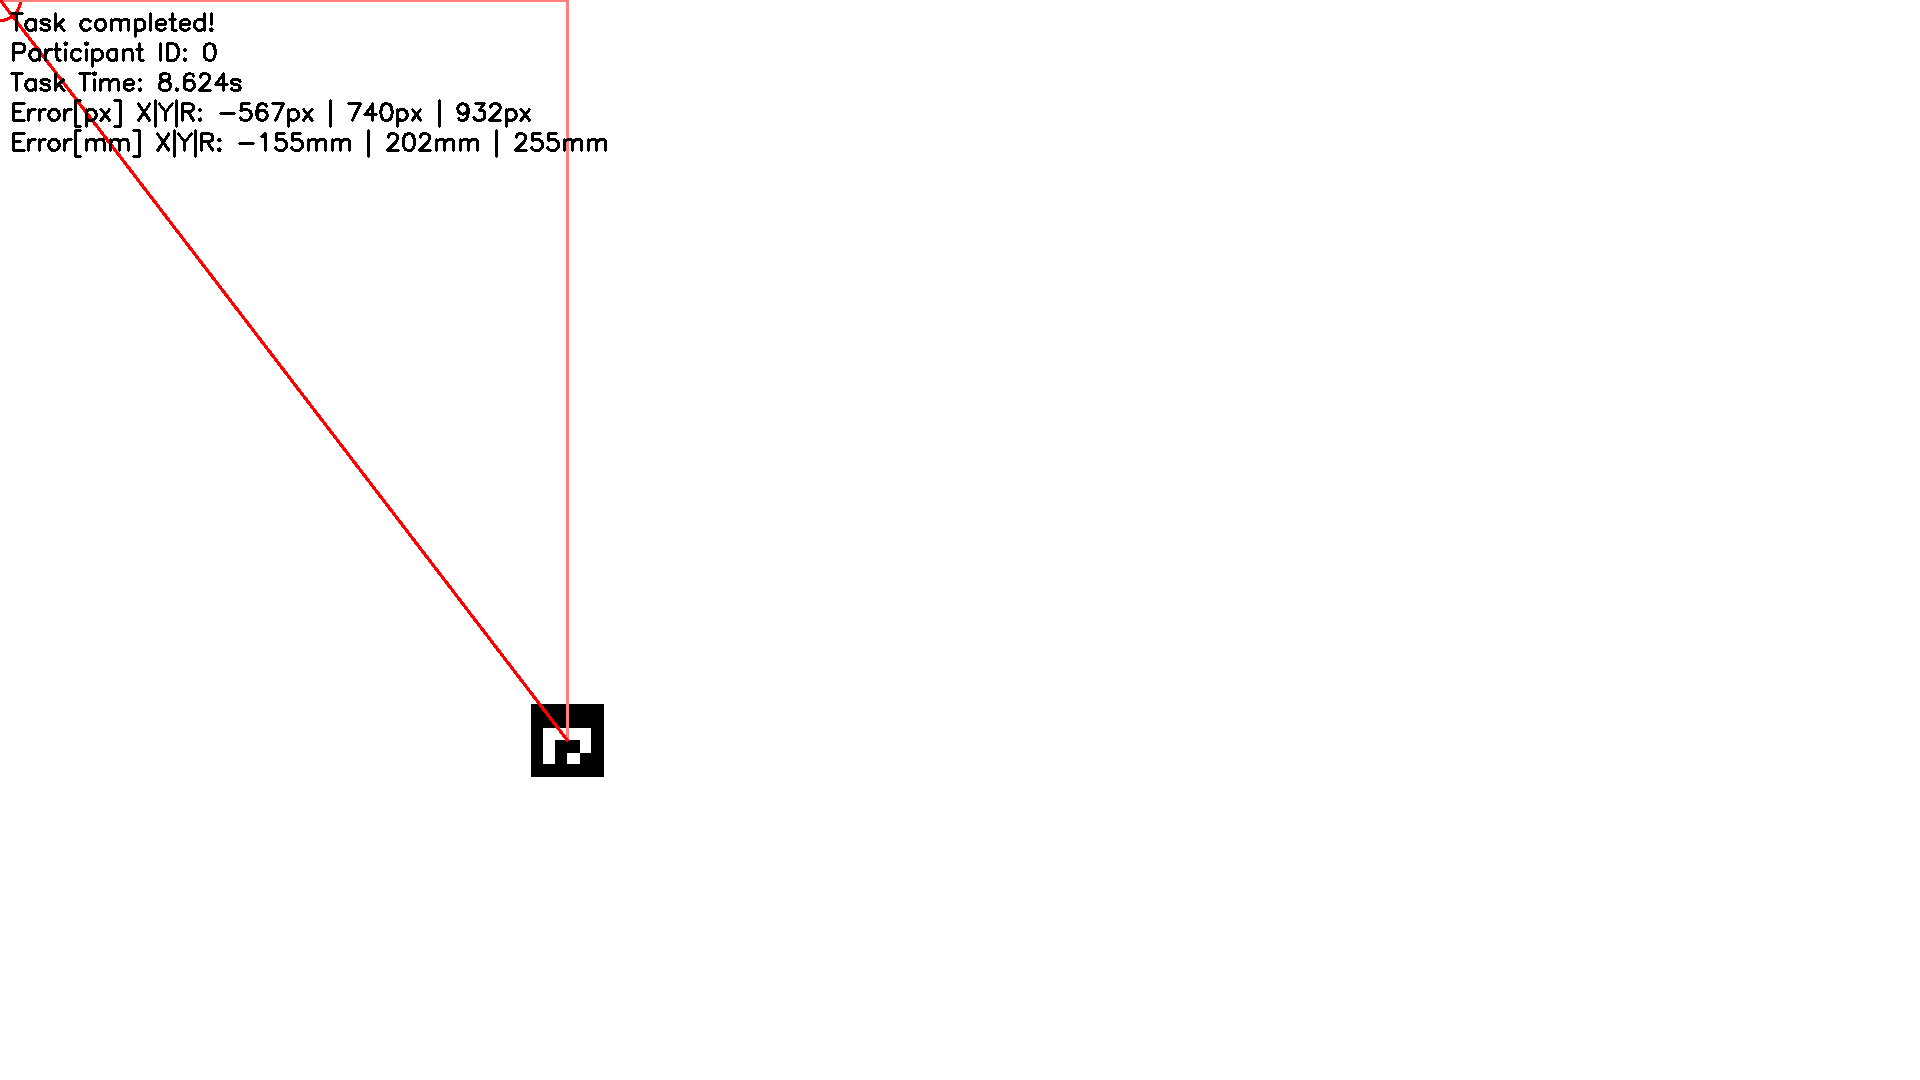 Task completed!
Participant ID: 0
Task Time: 8.624s
Error[px] X|Y|R: -567px | 740px | 932px
Error[mm] X|Y|R: -155mm | 202mm | 255mm